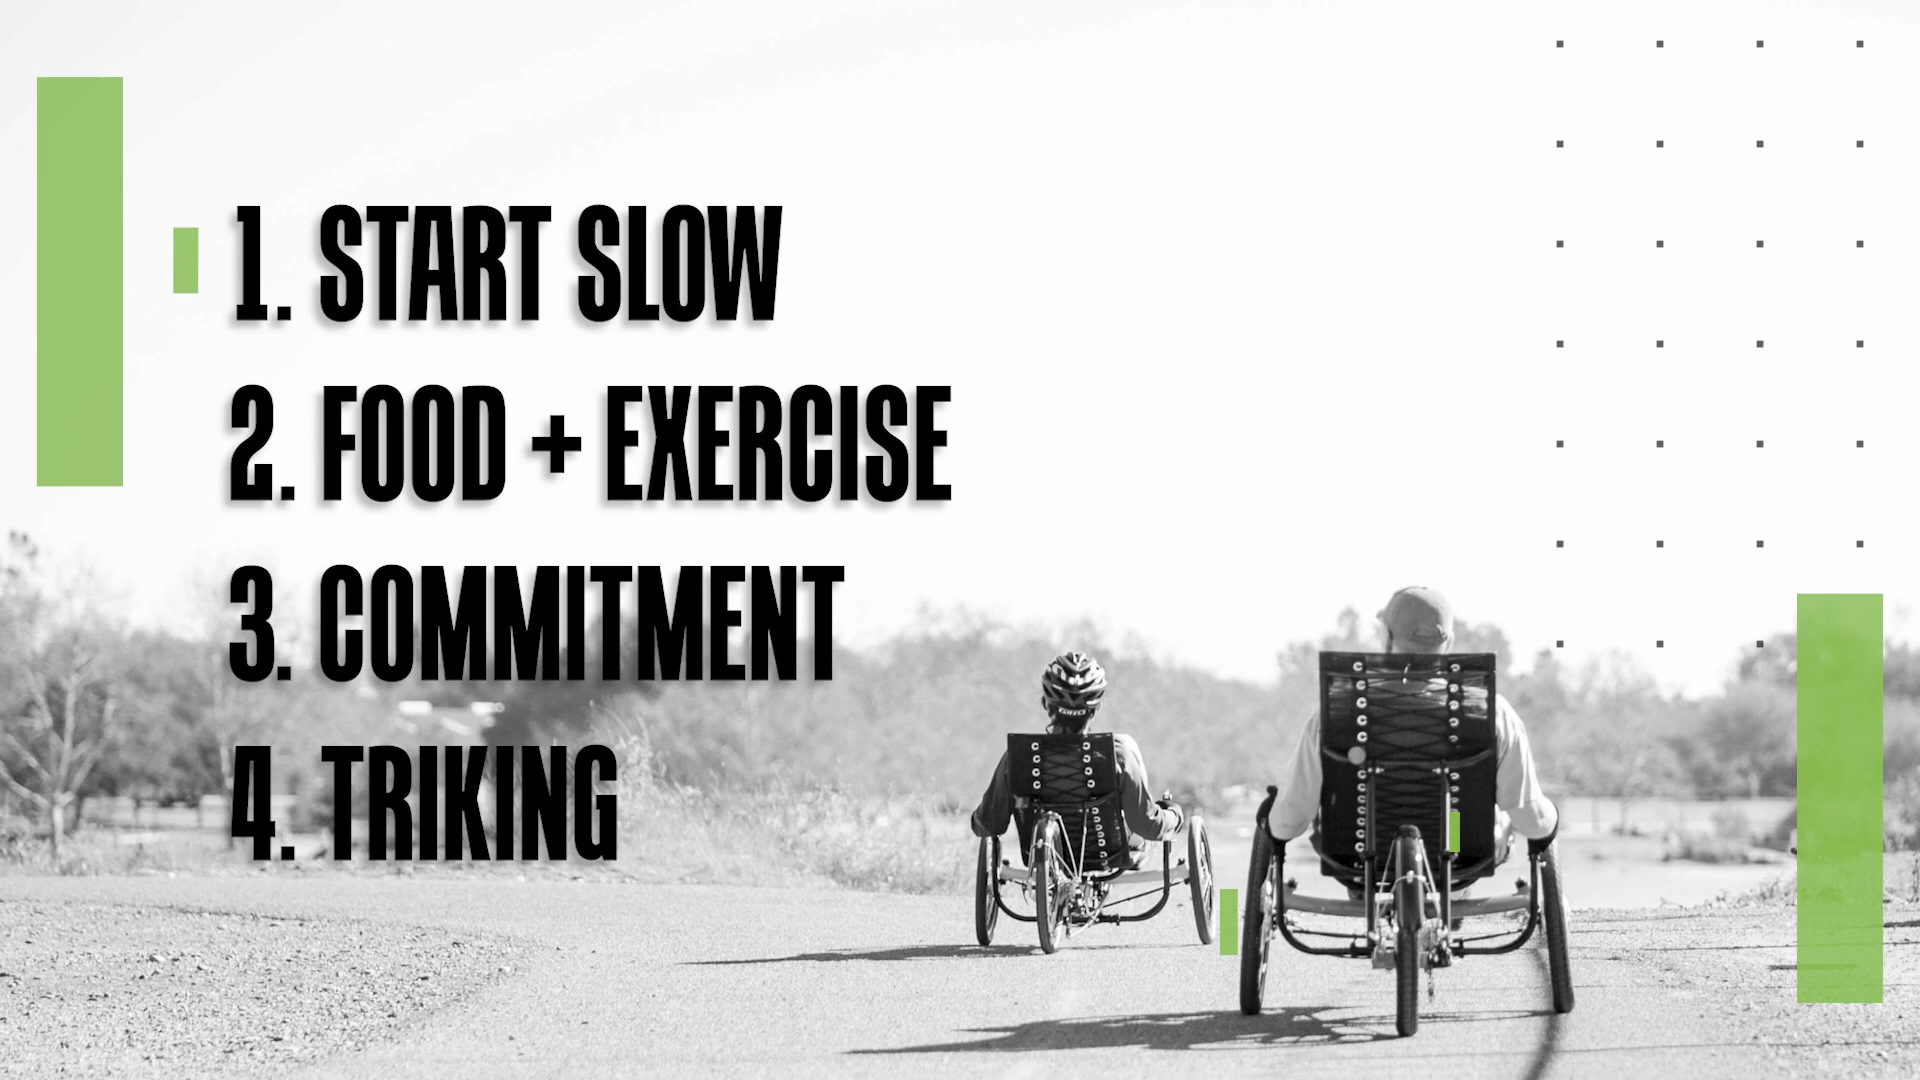 1. START SLOW
2. FOOD + EXERCISE
3. COMMITMENT
4. TRIKING